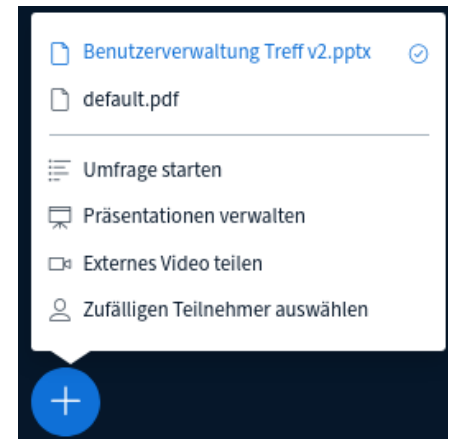 Benutzerverwaltung Treff v2.pptx
default.pdf
Umfrage starten
Präsentationen verwalten
Externes Video teilen
Zufälligen Teilnehmer auswählen